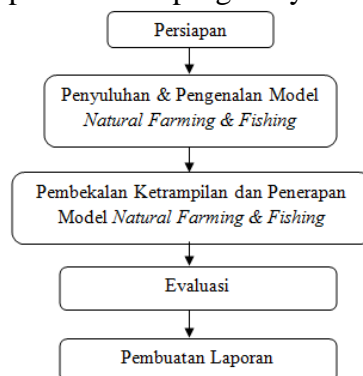 Persiapan
Penyuluhan & Pengenalan Model
Natural Farming & Fishing
Pembekalan Ketrampilan dan Penerapan
Model Natural Farming & Fishing
Evaluasi
Pembuatan Laporan